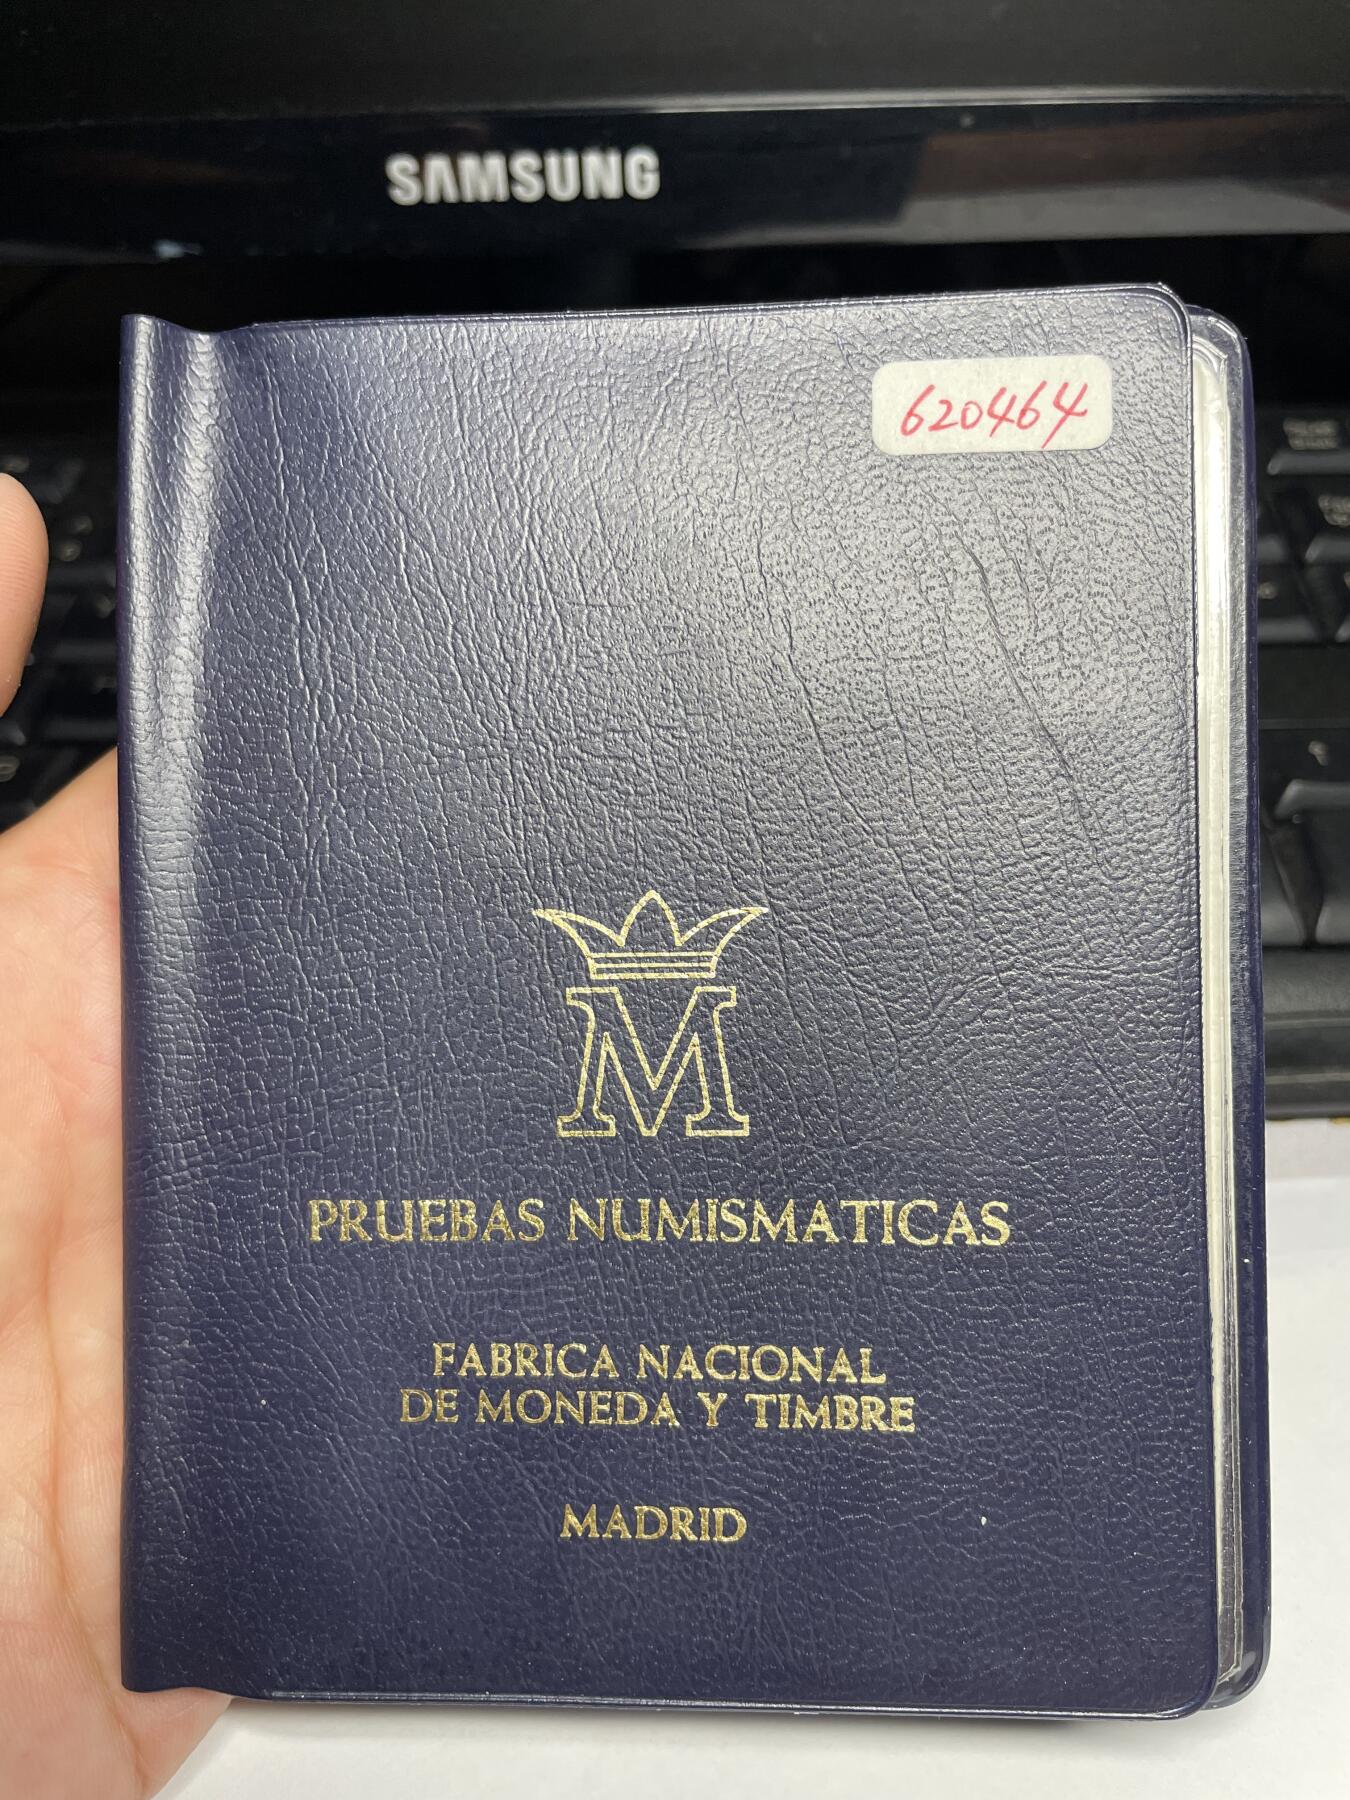 SAMSUNG
620464
M
PRUEBAS NUMISMATICAS
FABRICA NACIONAL
DE MONEDA Y TIMBRE
MADRID